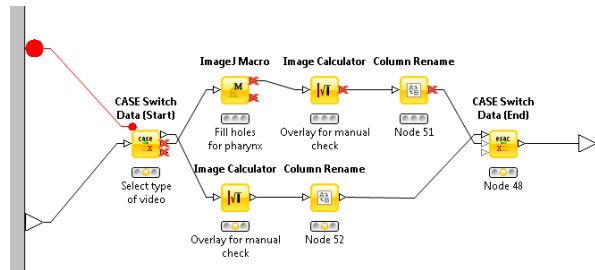 ImageJ Macro
Image Calculator
Column Rename
CASE Switch
Data (Start)
CASE Switch
Data (End)
M
√T
case
esac
Fill holes
for pharynx
Overlay for manual
check
Node 51
Select type
of video
Node 48
Image Calculator
Column Rename
√T
Overlay for manual
check
Node 52